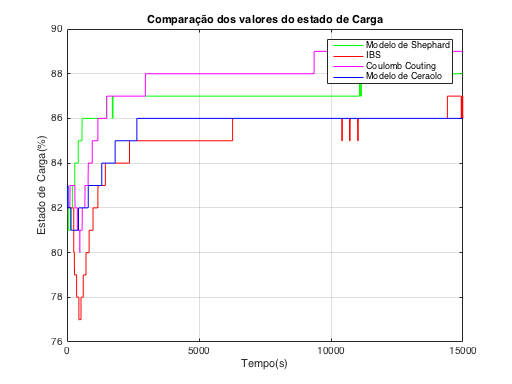 Comparação dos valores do estado de Carga
Modelo de Shephard
IBS
Coulomb Couting
Modelo de Ceraolo
Estado de Carga(%)
90
88
86
84
82
80
78
76
0
5000
10000
15000
Tempo(s)